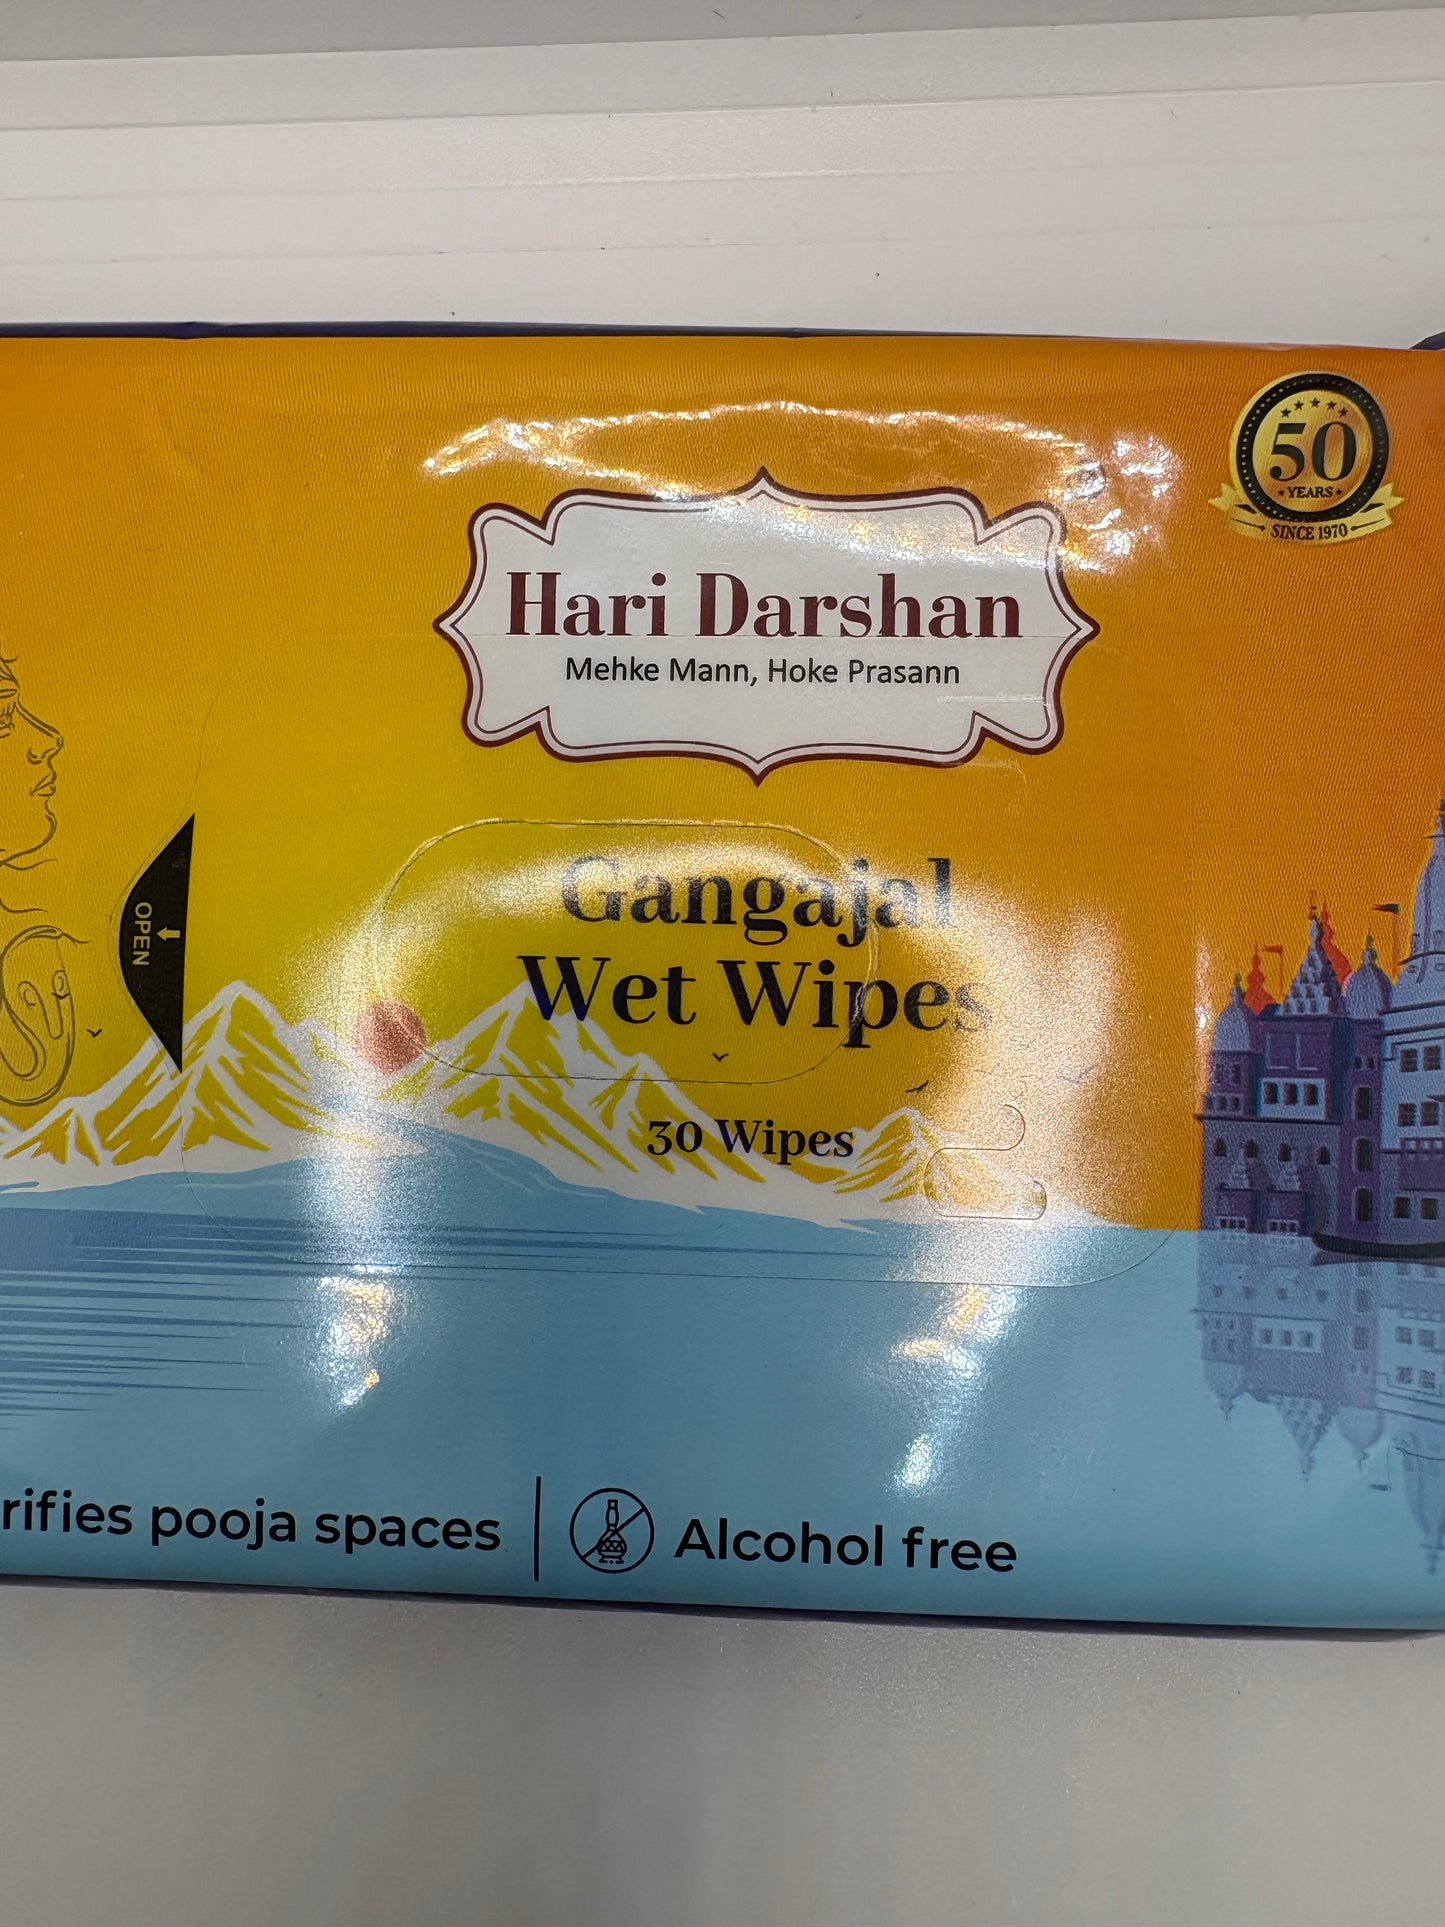 50
YEARS
SINCE 1970
Hari Darshan
Mehke Mann, Hoke Prasann
OPEN
Gangajal
Wet Wipes
30 Wipes
rifies pooja spaces
Alcohol free